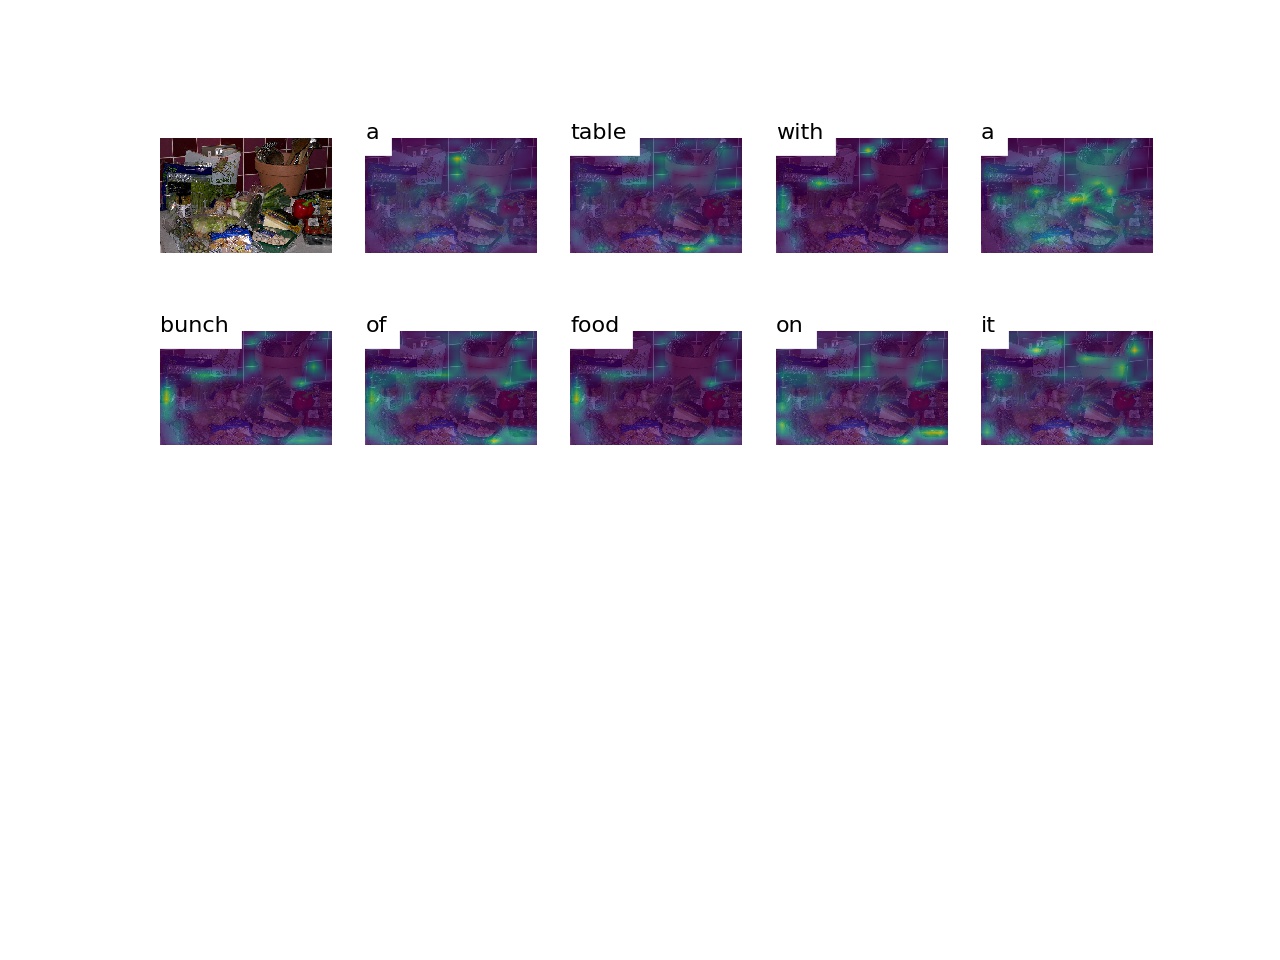 a table with a
bunch of food on it